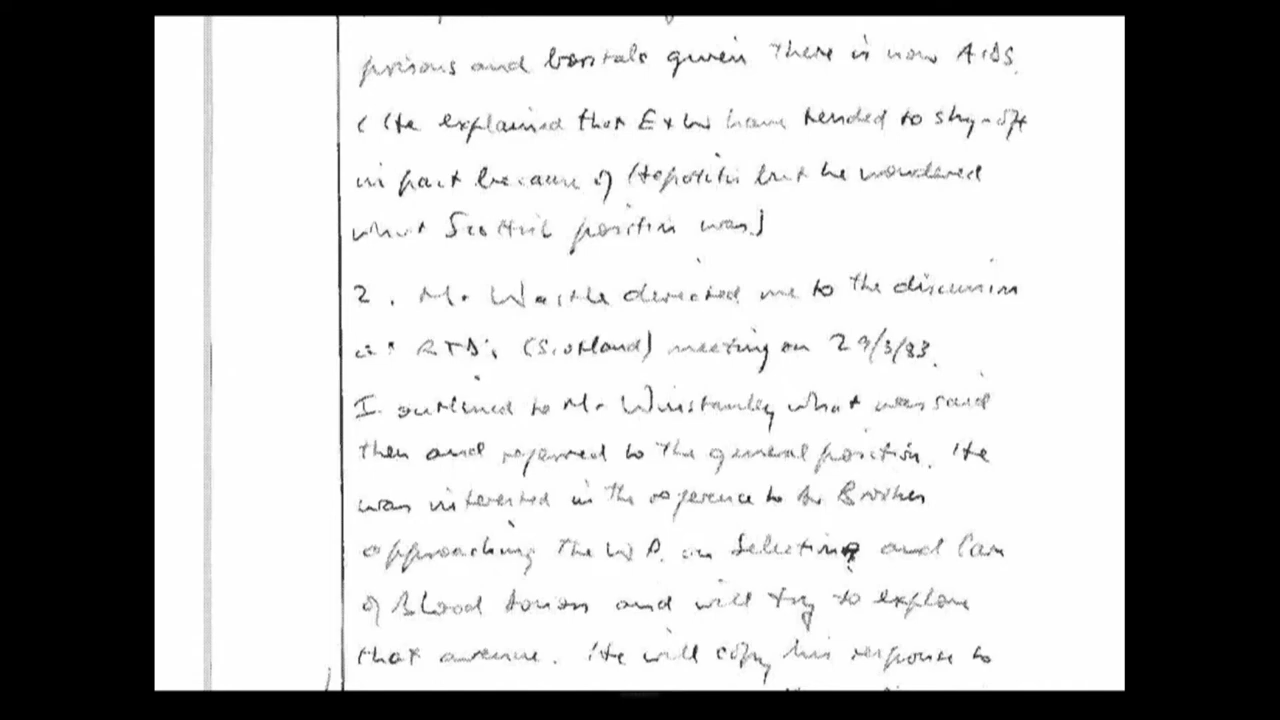 prisons and borstals given there is now AIDS.
(He explained that E & W have tended to shy-off
in part because of Hepatitis but he wondered
what Scottish position was)
2. Mr Wastle directed me to the discussion
at RTD's (Scotland) meeting on 29/3/83.
I outlined to Mr Winstanley what was said
then and referred to the general position. He
was interested in the reference to Dr Brookes
approaching the W.P. on Selection and Care
of Blood Donors and will try to explore
that avenue. He will copy his response to